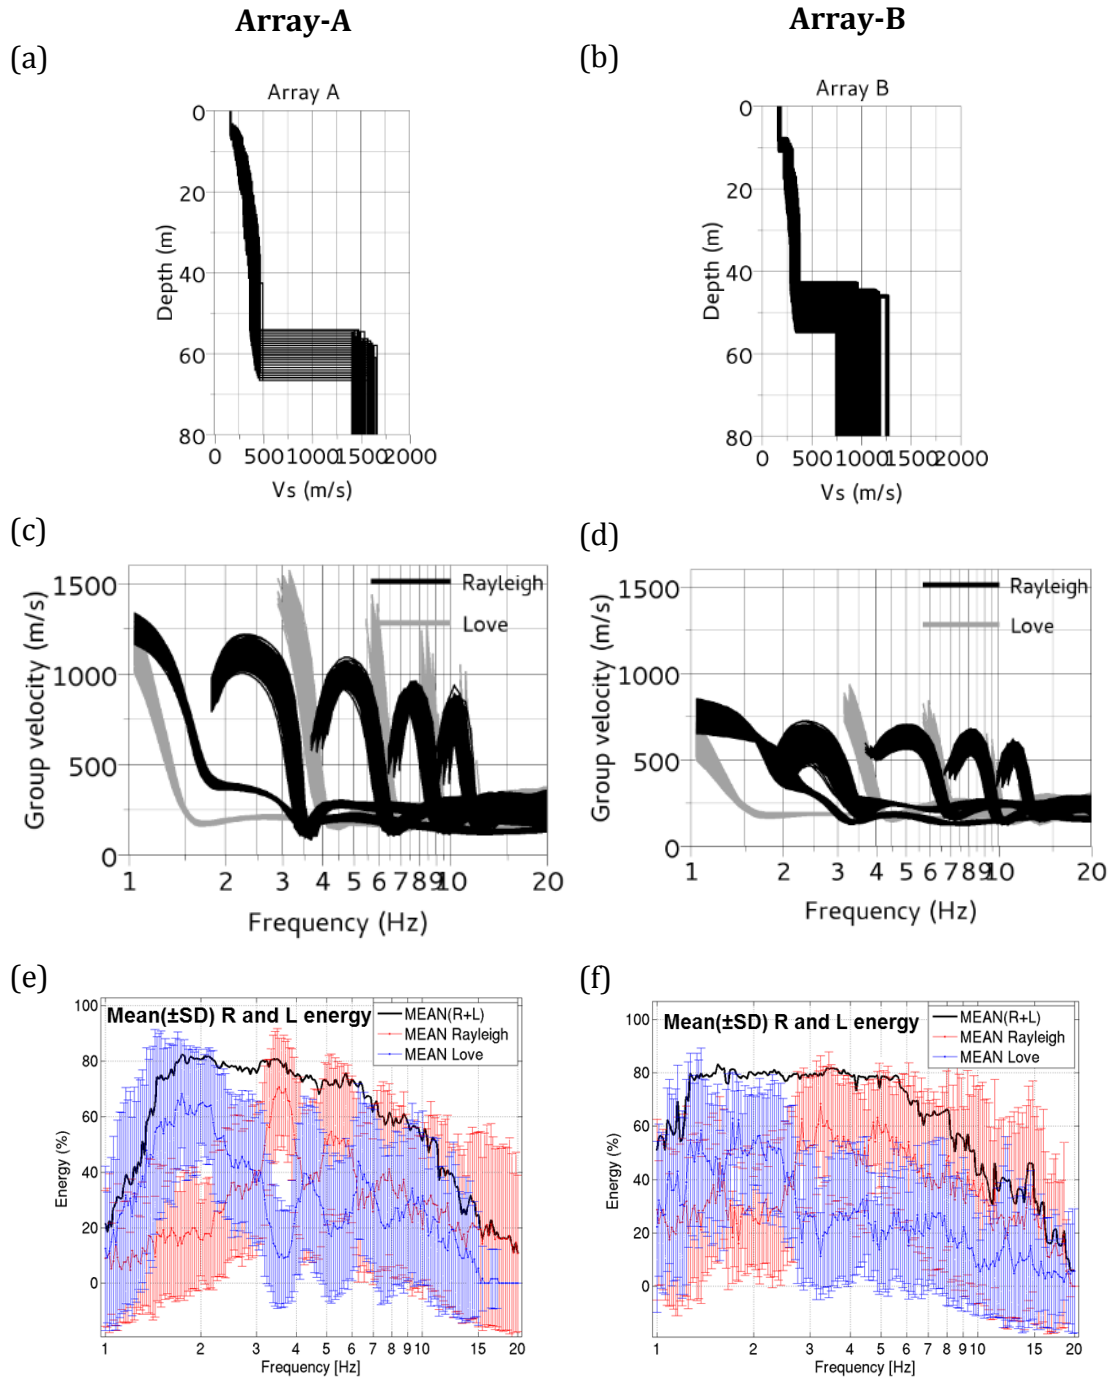 Array-A
Array-B
(a)
(b)
Array A
Array B
0
20
40
60
80
Depth (m)
0 500 1000 1500 2000
Vs (m/s)
0
20
40
60
80
Depth (m)
0 500 1000 1500 2000
Vs (m/s)
(c)
(d)
1500
1000
500
0
Group velocity (m/s)
Rayleigh
Love
1 2 3 4 5 6 7 8 9 10 20
Frequency (Hz)
1500
1000
500
0
Group velocity (m/s)
Rayleigh
Love
1 2 3 4 5 6 7 8 9 10 20
Frequency (Hz)
(e)
(f)
Mean(±SD) R and L energy
MEAN(R+L)
MEAN Rayleigh
MEAN Love
100
80
60
40
20
0
Energy (%)
1 2 3 4 5 6 7 8 9 10 15 20
Frequency [Hz]
Mean(±SD) R and L energy
MEAN(R+L)
MEAN Rayleigh
MEAN Love
100
80
60
40
20
0
Energy (%)
1 2 3 4 5 6 7 8 9 10 15 20
Frequency [Hz]